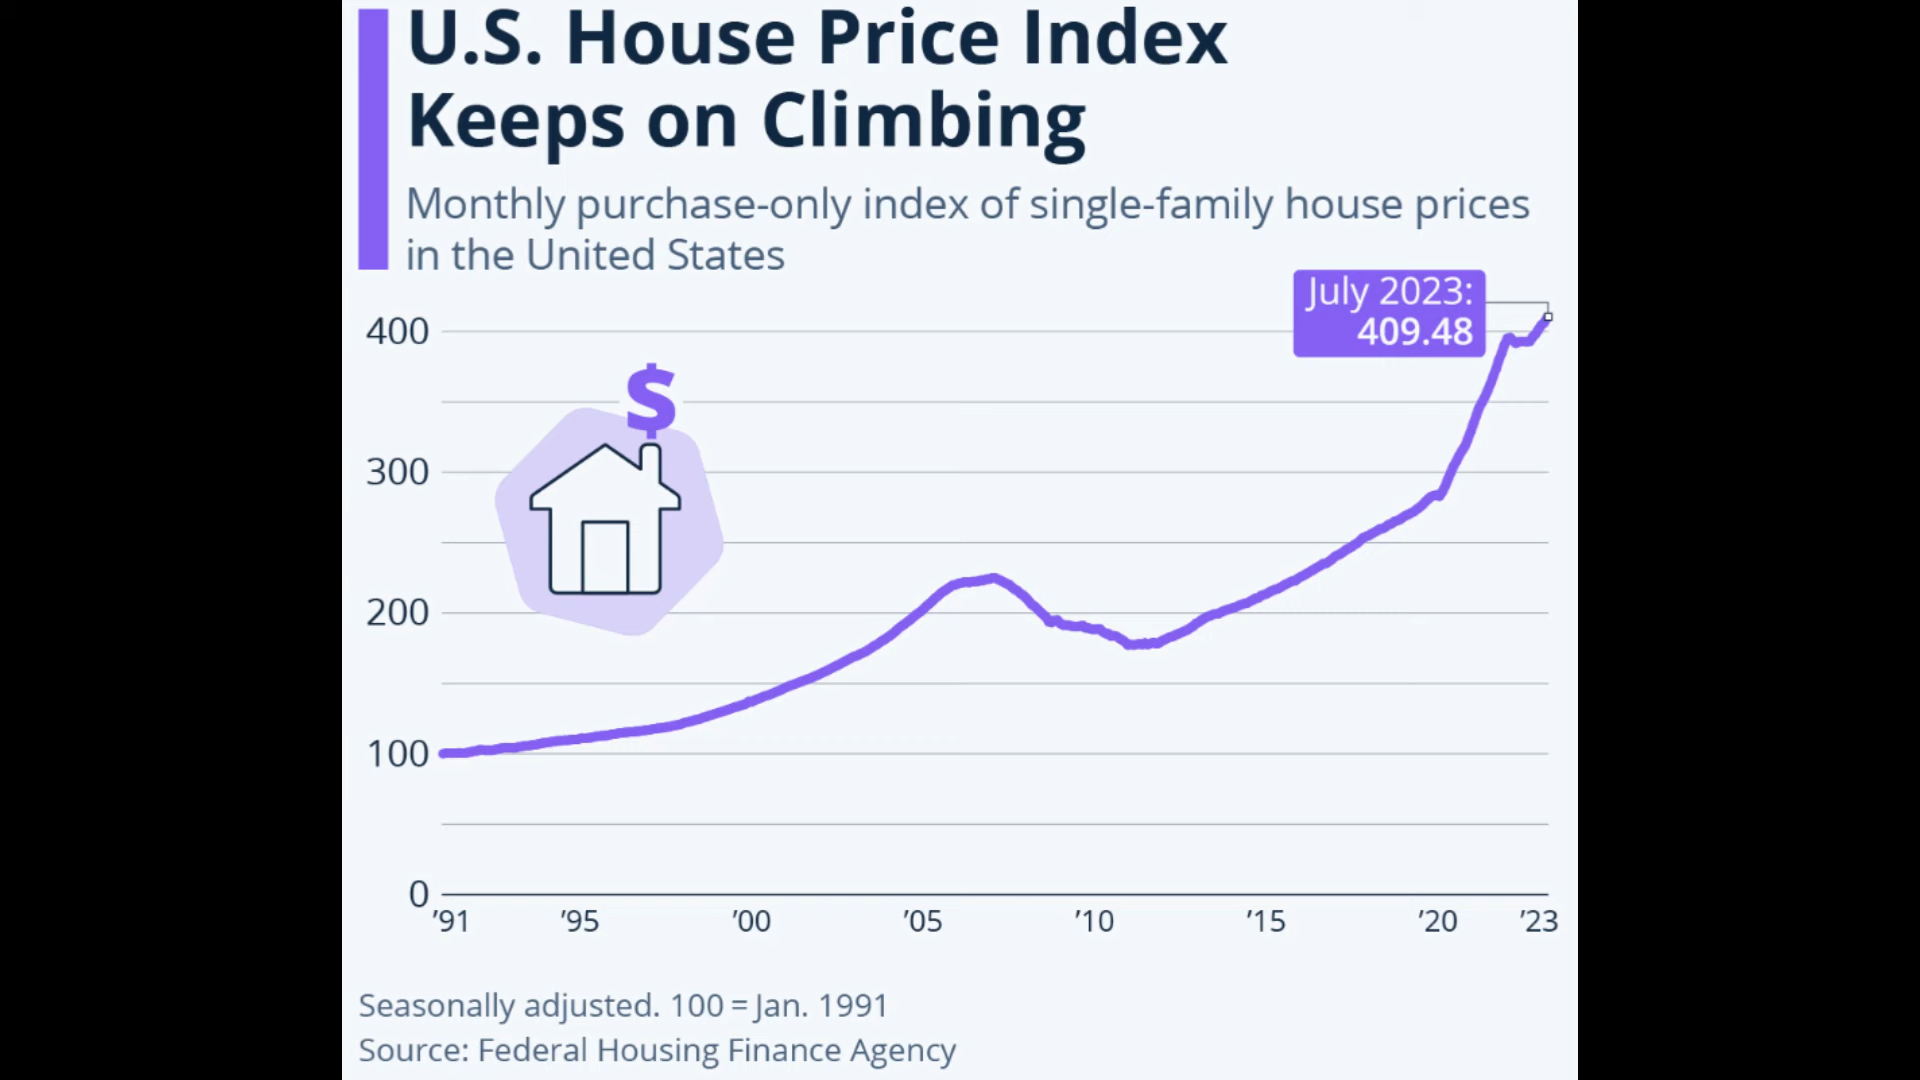 U.S. House Price Index
Keeps on Climbing
Monthly purchase-only index of single-family house prices
in the United States
July 2023:
409.48
400
$
300
200
100
0
’91 ’95 ’00 ’05 ’10 ’15 ’20 ’23
Seasonally adjusted. 100 = Jan. 1991
Source: Federal Housing Finance Agency